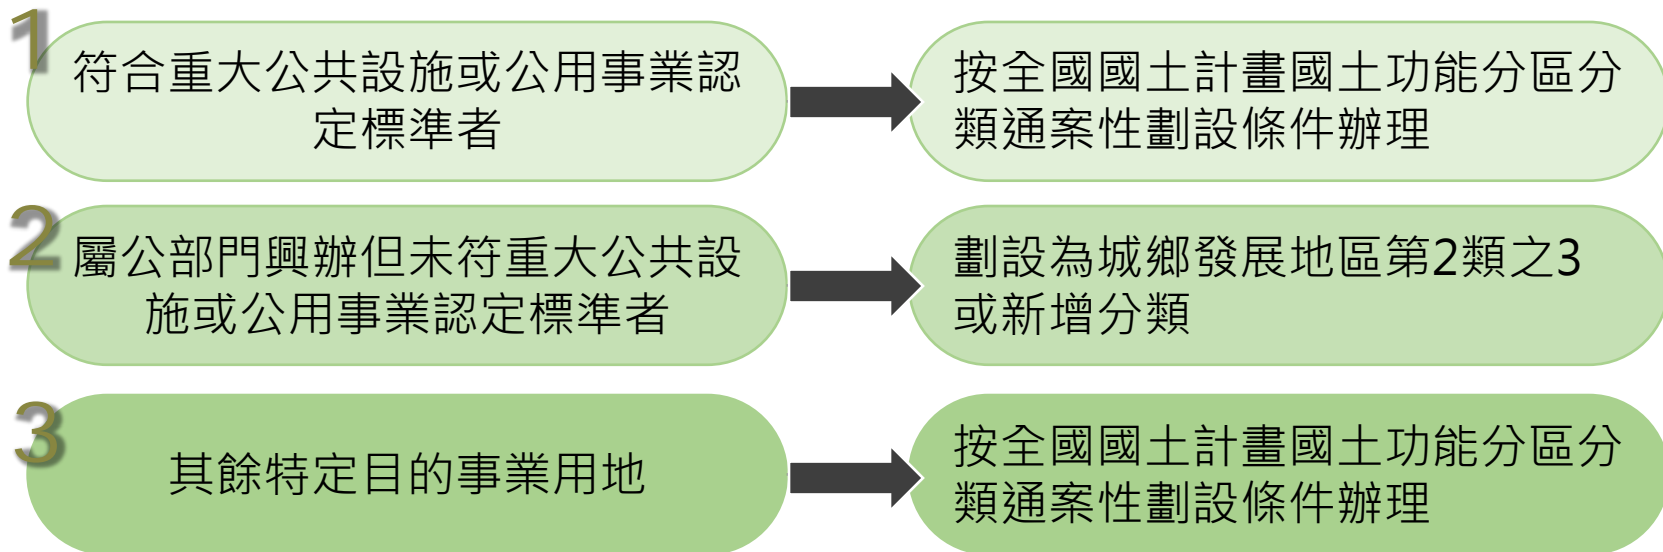 1
符合重大公共設施或公用事業認
定標準者
按全國國土計畫國土功能分區分
類通案性劃設條件辦理
2
屬公部門興辦但未符重大公共設
施或公用事業認定標準者
劃設為城鄉發展地區第2類之3
或新增分類
3
其餘特定目的事業用地
按全國國土計畫國土功能分區分
類通案性劃設條件辦理